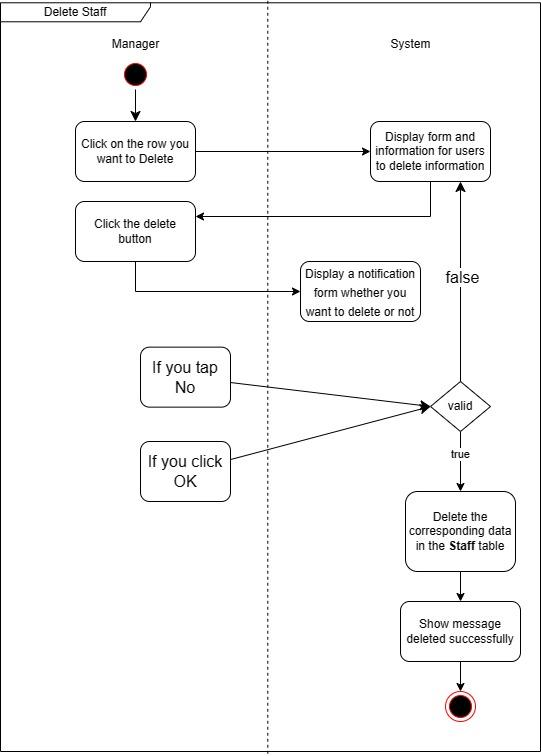 Delete Staff
Manager
System
Click on the row you
want to Delete
Display form and
information for users
to delete information
Click the delete
button
Display a notification
form whether you
want to delete or not
false
If you tap
No
valid
If you click
OK
true
Delete the
corresponding data
in the Staff table
Show message
deleted successfully